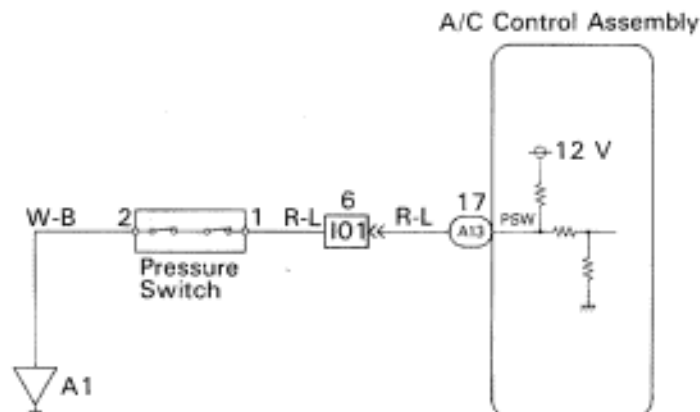 A/C Control Assembly
12 V
6
17
W-B
2
1
R-L
I01
R-L
A13
PSW
Pressure
Switch
A1